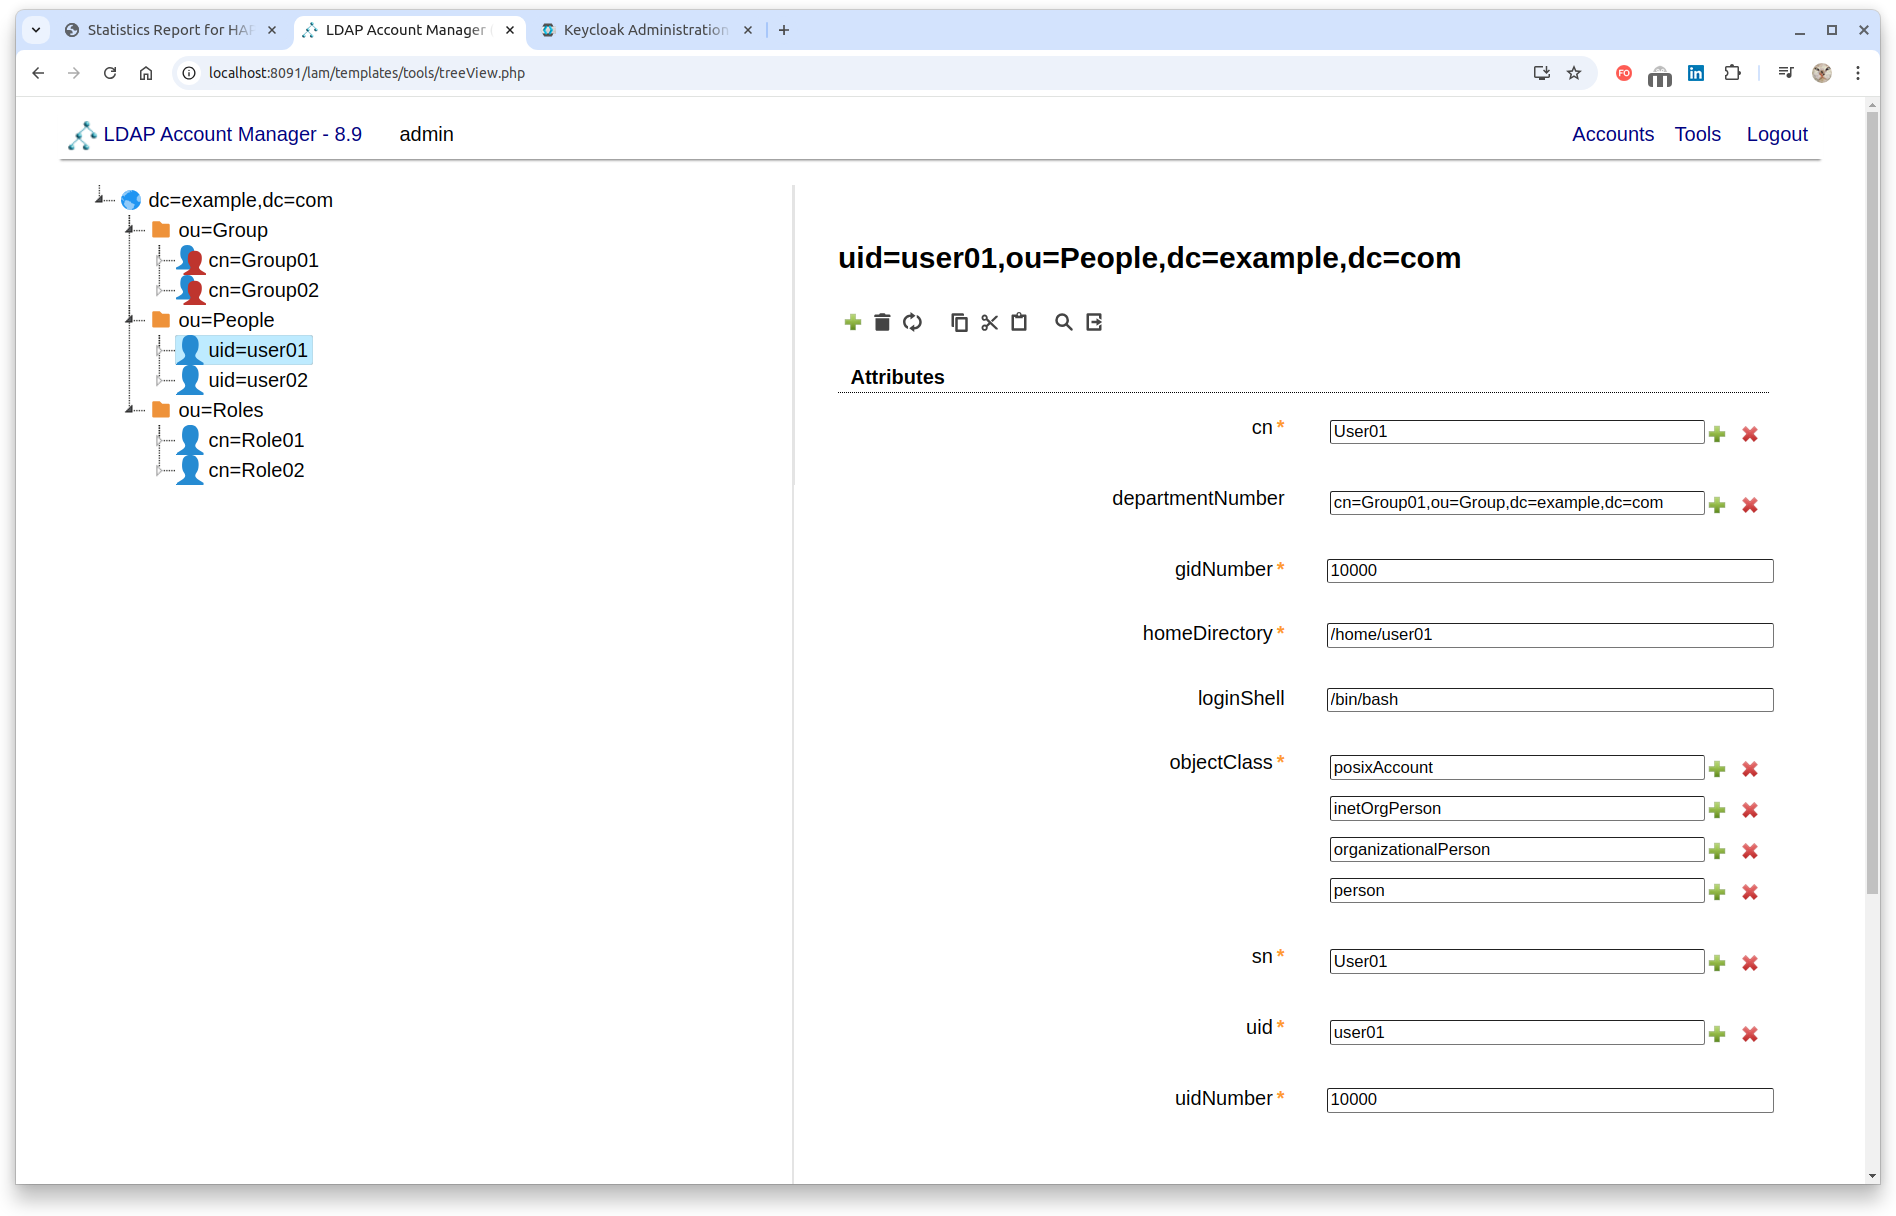 Statistics Report for HAP
LDAP Account Manager
Keycloak Administration
localhost:8091/lam/templates/tools/treeView.php
FO
in
LDAP Account Manager - 8.9
admin
Accounts
Tools
Logout
dc=example,dc=com
ou=Group
cn=Group01
cn=Group02
ou=People
uid=user01
uid=user02
ou=Roles
cn=Role01
cn=Role02
uid=user01,ou=People,dc=example,dc=com
Attributes
cn* User01
departmentNumber cn=Group01,ou=Group,dc=example,dc=com
gidNumber* 10000
homeDirectory* /home/user01
loginShell /bin/bash
objectClass* posixAccount
inetOrgPerson
organizationalPerson
person
sn* User01
uid* user01
uidNumber* 10000